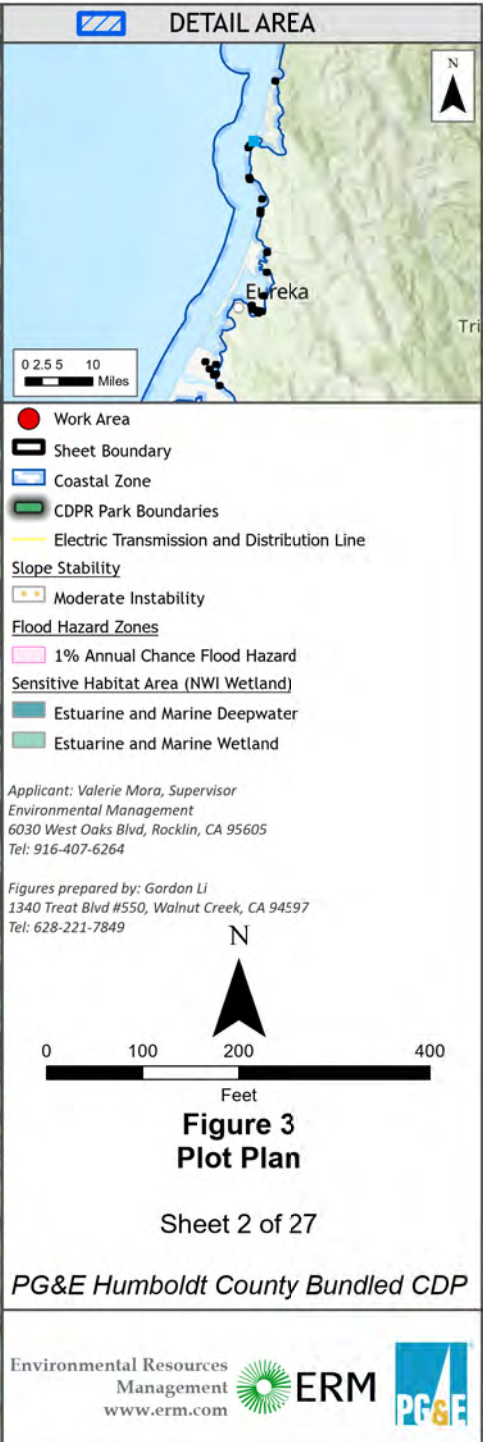 DETAIL AREA
N
Eureka
Tri
0 2.5 5 10
Miles
Work Area
Sheet Boundary
Coastal Zone
CDPR Park Boundaries
Electric Transmission and Distribution Line
Slope Stability
Moderate Instability
Flood Hazard Zones
1% Annual Chance Flood Hazard
Sensitive Habitat Area (NWI Wetland)
Estuarine and Marine Deepwater
Estuarine and Marine Wetland
Applicant: Valerie Mora, Supervisor
Environmental Management
6030 West Oaks Blvd, Rocklin, CA 95605
Tel: 916-407-6264
Figures prepared by: Gordon Li
1340 Treat Blvd #550, Walnut Creek, CA 94597
Tel: 628-221-7849
N
0 100 200 400
Feet
Figure 3
Plot Plan
Sheet 2 of 27
PG&E Humboldt County Bundled CDP
Environmental Resources
Management
www.erm.com
ERM
PG&E